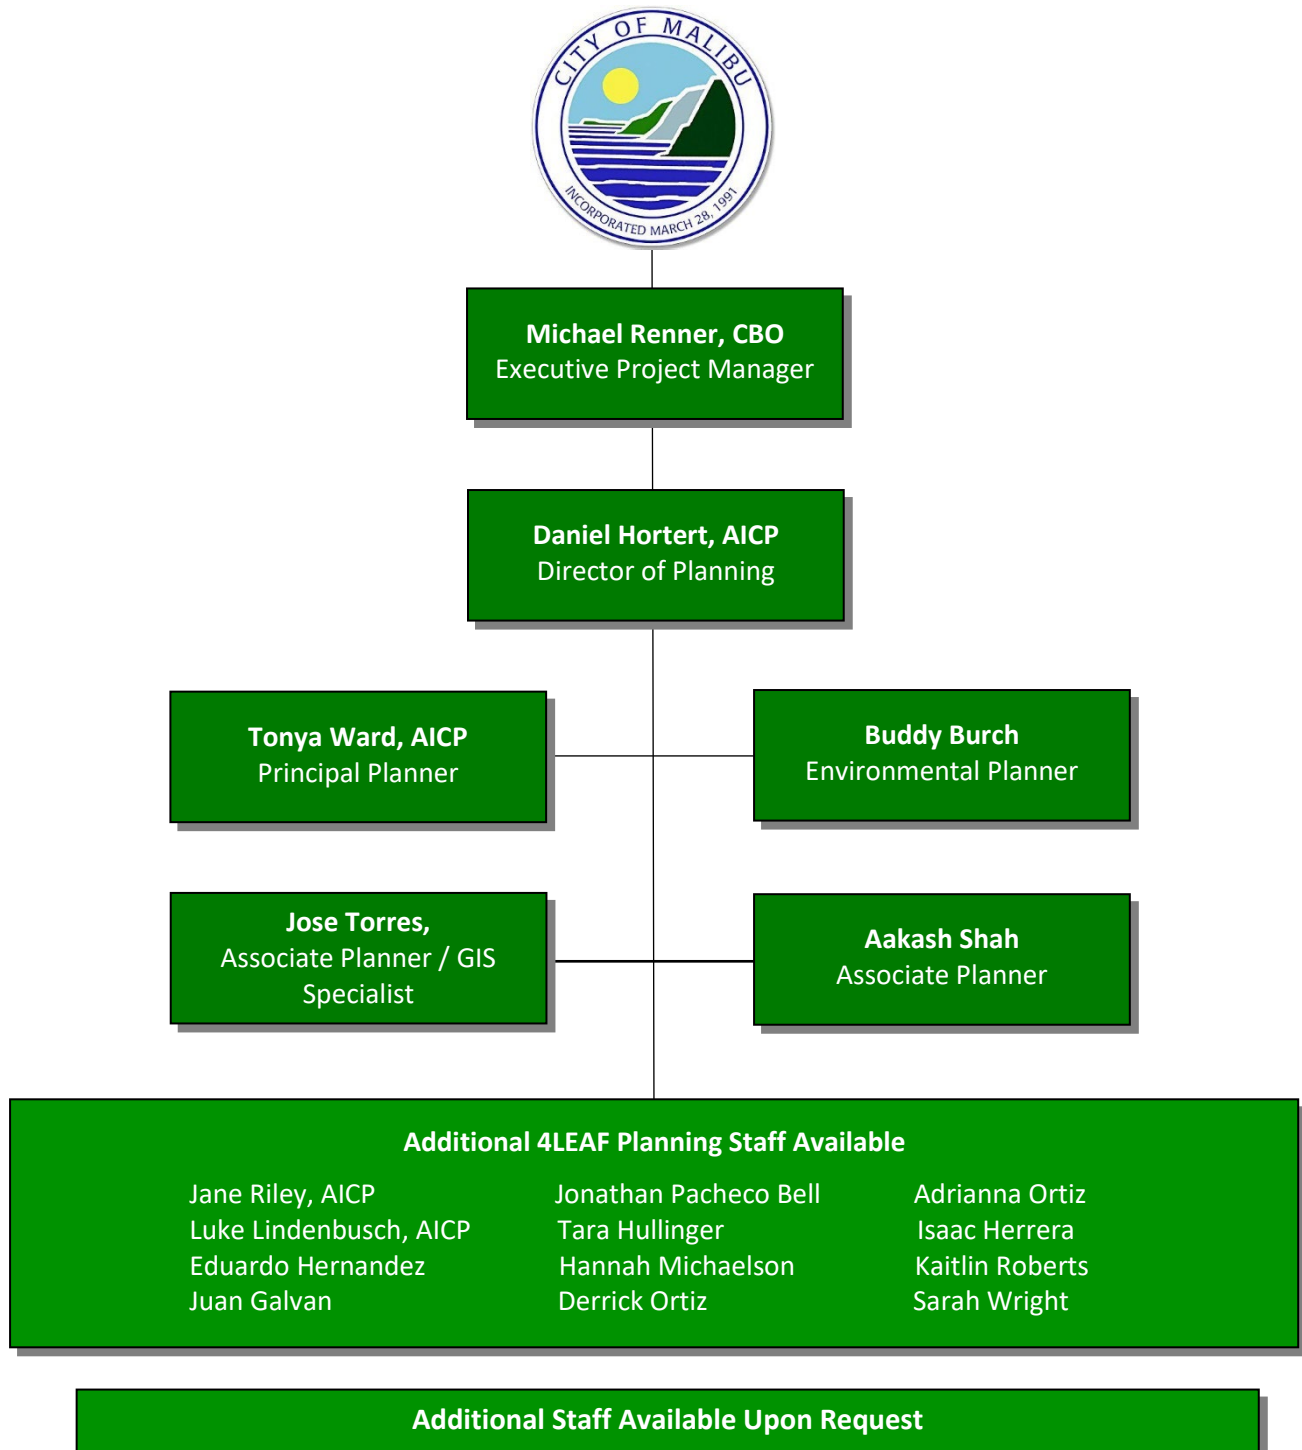 CITY OF MALIBU
INCORPORATED MARCH 28, 1991
Michael Renner, CBO
Executive Project Manager
Daniel Hortert, AICP
Director of Planning
Tonya Ward, AICP
Principal Planner
Buddy Burch
Environmental Planner
Jose Torres,
Associate Planner / GIS
Specialist
Aakash Shah
Associate Planner
Additional 4LEAF Planning Staff Available
Jane Riley, AICP
Luke Lindenbusch, AICP
Eduardo Hernandez
Juan Galvan
Jonathan Pacheco Bell
Tara Hullinger
Hannah Michaelson
Derrick Ortiz
Adrianna Ortiz
Isaac Herrera
Kaitlin Roberts
Sarah Wright
Additional Staff Available Upon Request